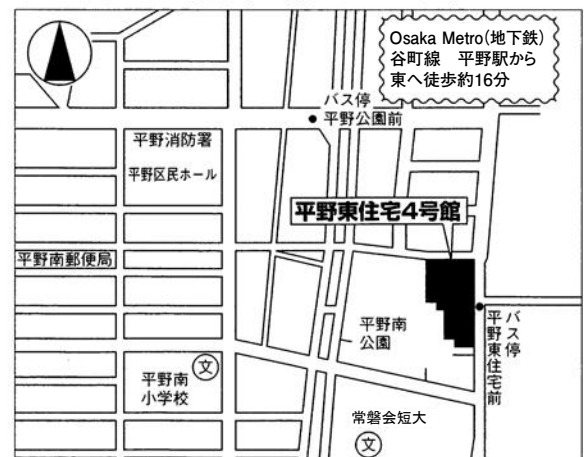 Osaka Metro(地下鉄)
谷町線　平野駅から
東へ徒歩約16分
バス停
平野公園前
平野消防署
平野区民ホール
平野東住宅4号館
平野南郵便局
平野南
公園
バス停
平野東住宅前
平野南
小学校
文
常磐会短大
文